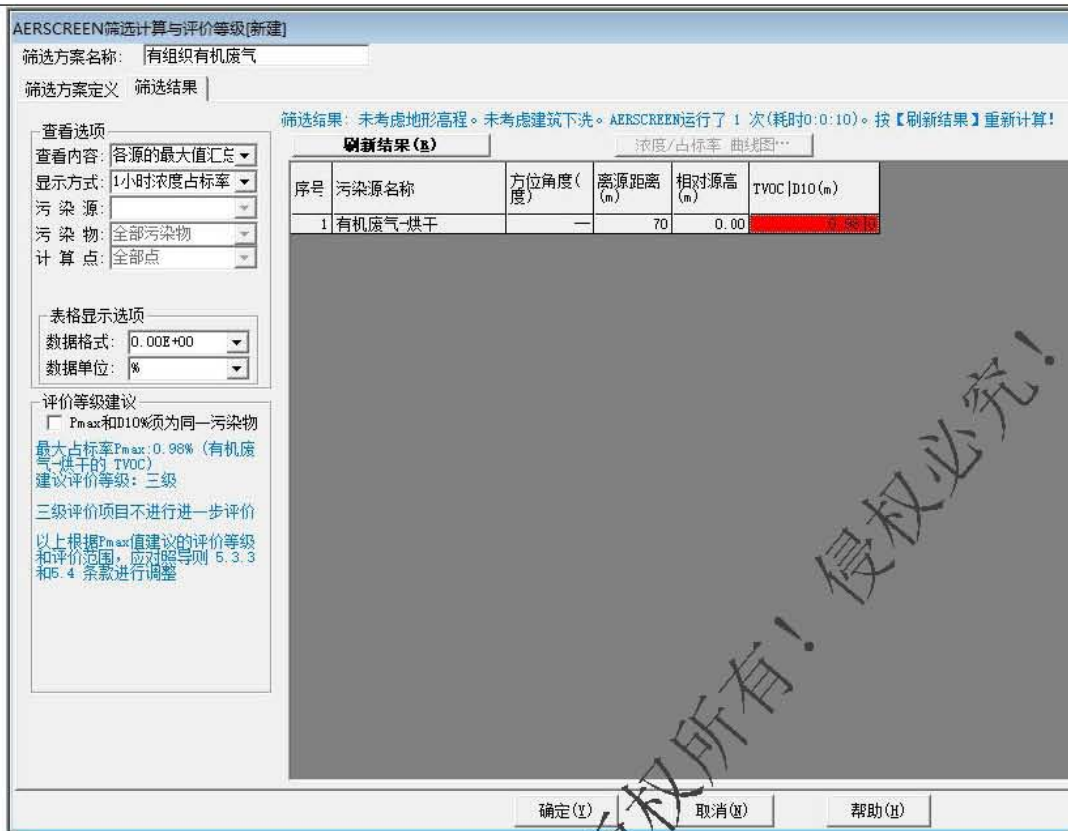 AERSCREEN筛选计算与评价等级[新建]
筛选方案名称: 有组织有机废气
筛选方案定义 筛选结果
筛选结果: 未考虑地形高程。未考虑建筑下洗。AERSCREEN运行了 1 次(耗时0:0:10)。按【刷新结果】重新计算!
刷新结果(R) 浓度/占标率 曲线图…
查看选项
查看内容: 各源的最大值汇总
显示方式: 1小时浓度占标率
污 染 源:
污 染 物: 全部污染物
计 算 点: 全部点
序号 污染源名称 方位角度(度) 离源距离(m) 相对源高(m) TVOC|D10(m)
1 有机废气-烘干 — 70 0.00 0.98|0
表格显示选项
数据格式: 0.00E+00
数据单位: %
评价等级建议
Pmax和D10%须为同一污染物
最大占标率Pmax:0.98% (有机废
气-烘干的 TVOC)
建议评价等级: 三级
三级评价项目不进行进一步评价
以上根据Pmax值建议的评价等级
和评价范围,应对照导则 5.3.3
和5.4 条款进行调整
确定(Y) 取消(N) 帮助(H)
权所有!侵权必究!